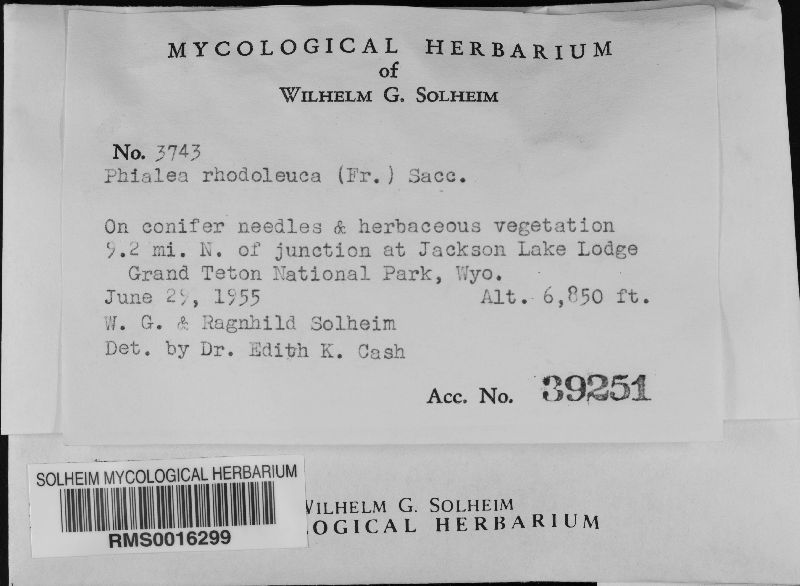 MYCOLOGICAL HERBARIUM
of
WILHELM G. SOLHEIM
No. 3743
Phialea rhodoleuca (Fr.) Sacc.
On conifer needles & herbaceous vegetation
9.2 mi. N. of junction at Jackson Lake Lodge
Grand Teton National Park, Wyo.
June 29, 1955 Alt. 6,850 ft.
W. G. & Ragnhild Solheim
Det. by Dr. Edith K. Cash
Acc. No. 39251
SOLHEIM MYCOLOGICAL HERBARIUM
RMS0016299
WILHELM G. SOLHEIM
LOGICAL HERBARIUM